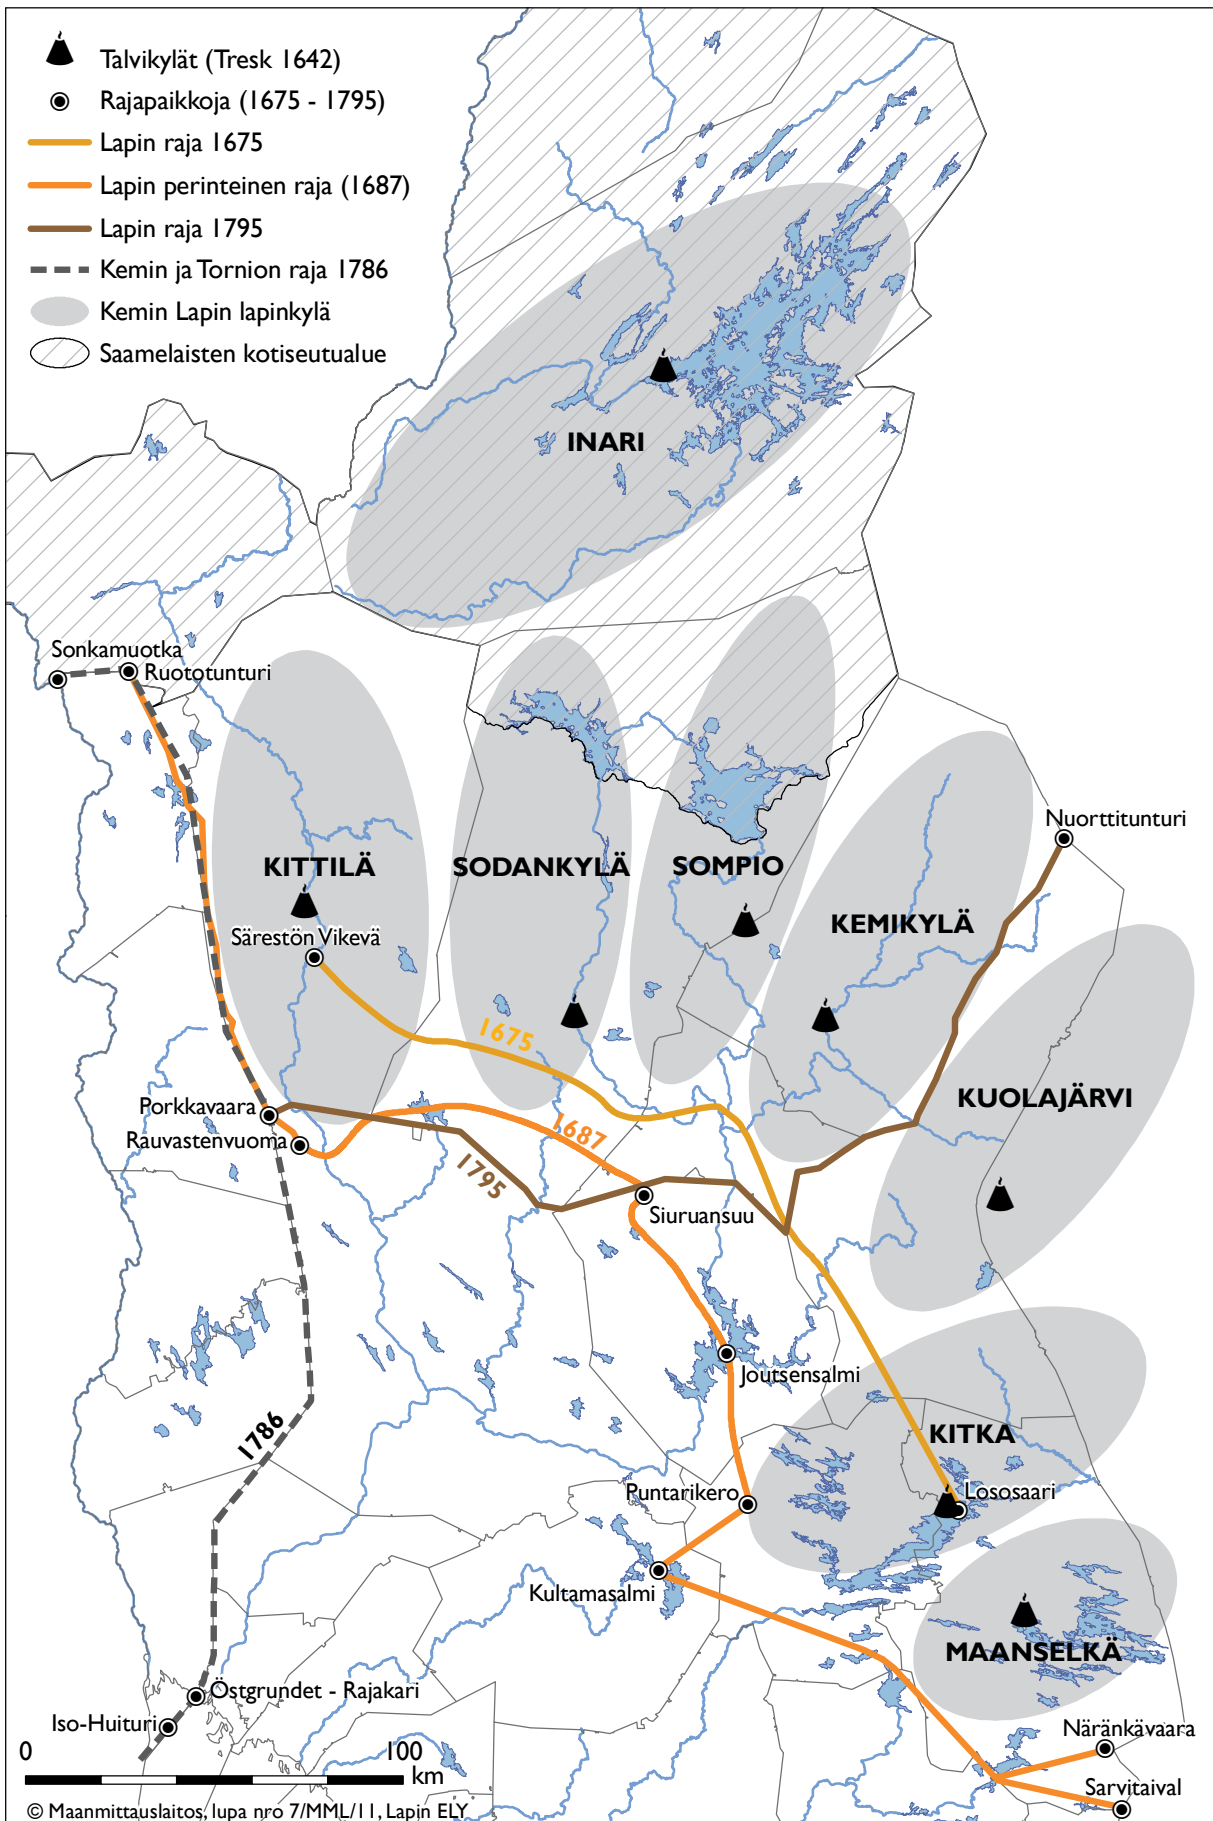 Talvikylät (Tresk 1642)
Rajapaikkoja (1675 - 1795)
Lapin raja 1675
Lapin perinteinen raja (1687)
Lapin raja 1795
Kemin ja Tornion raja 1786
Kemin Lapin lapinkylä
Saamelaisten kotiseutualue
INARI
Sonkamuotka
Ruototunturi
Nuorttitunturi
KITTILÄ
SODANKYLÄ
SOMPIO
KEMIKYLÄ
Särestön Vikevä
1675
KUOLAJÄRVI
Porkkavaara
Rauvastenvuoma
1687
1795
Siuruansuu
Joutsensalmi
1786
KITKA
Puntarikero
Lososaari
Kultamasalmi
MAANSELKÄ
Östgrundet - Rajakari
Iso-Huituri
Näränkävaara
0 100
km
Sarvitaival
© Maanmittauslaitos, lupa nro 7/MML/11, Lapin ELY